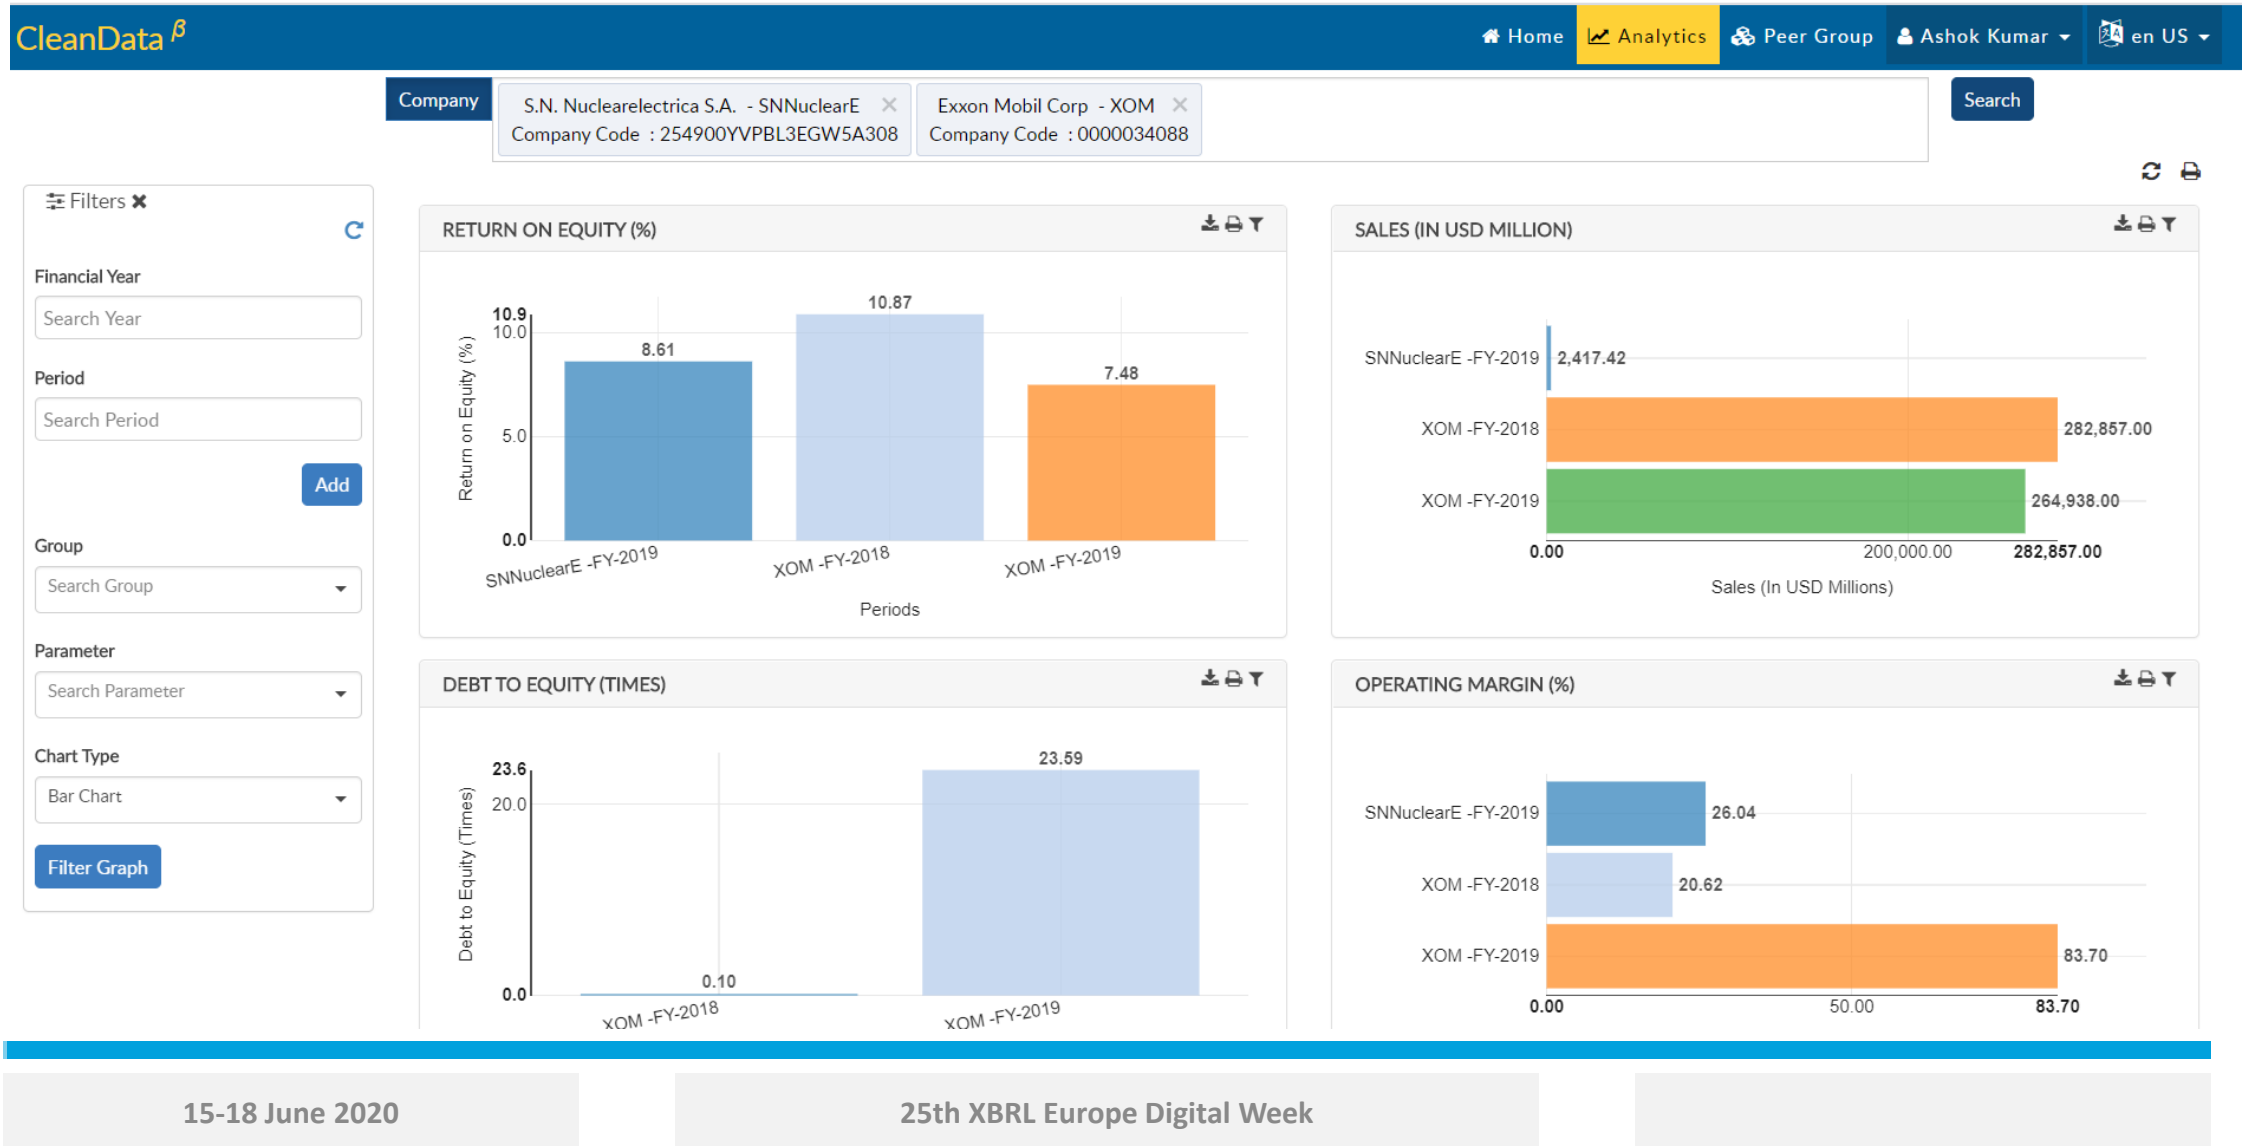 CleanData β
Home
Analytics
Peer Group
Ashok Kumar
en US
Company
S.N. Nuclearelectrica S.A. - SNNuclearE ×
Company Code : 254900YVPBL3EGW5A308
Exxon Mobil Corp - XOM ×
Company Code : 0000034088
Search
Filters ✖
Financial Year
Search Year
Period
Search Period
Add
Group
Search Group
Parameter
Search Parameter
Chart Type
Bar Chart
Filter Graph
RETURN ON EQUITY (%)
Return on Equity (%)
10.9
10.0
5.0
0.0
8.61
10.87
7.48
SNNuclearE -FY-2019
XOM -FY-2018
XOM -FY-2019
Periods
SALES (IN USD MILLION)
SNNuclearE -FY-2019
2,417.42
XOM -FY-2018
282,857.00
XOM -FY-2019
264,938.00
0.00
200,000.00
282,857.00
Sales (In USD Millions)
DEBT TO EQUITY (TIMES)
Debt to Equity (Times)
23.6
20.0
0.0
0.10
23.59
XOM -FY-2018
XOM -FY-2019
OPERATING MARGIN (%)
SNNuclearE -FY-2019
26.04
XOM -FY-2018
20.62
XOM -FY-2019
83.70
0.00
50.00
83.70
15-18 June 2020
25th XBRL Europe Digital Week